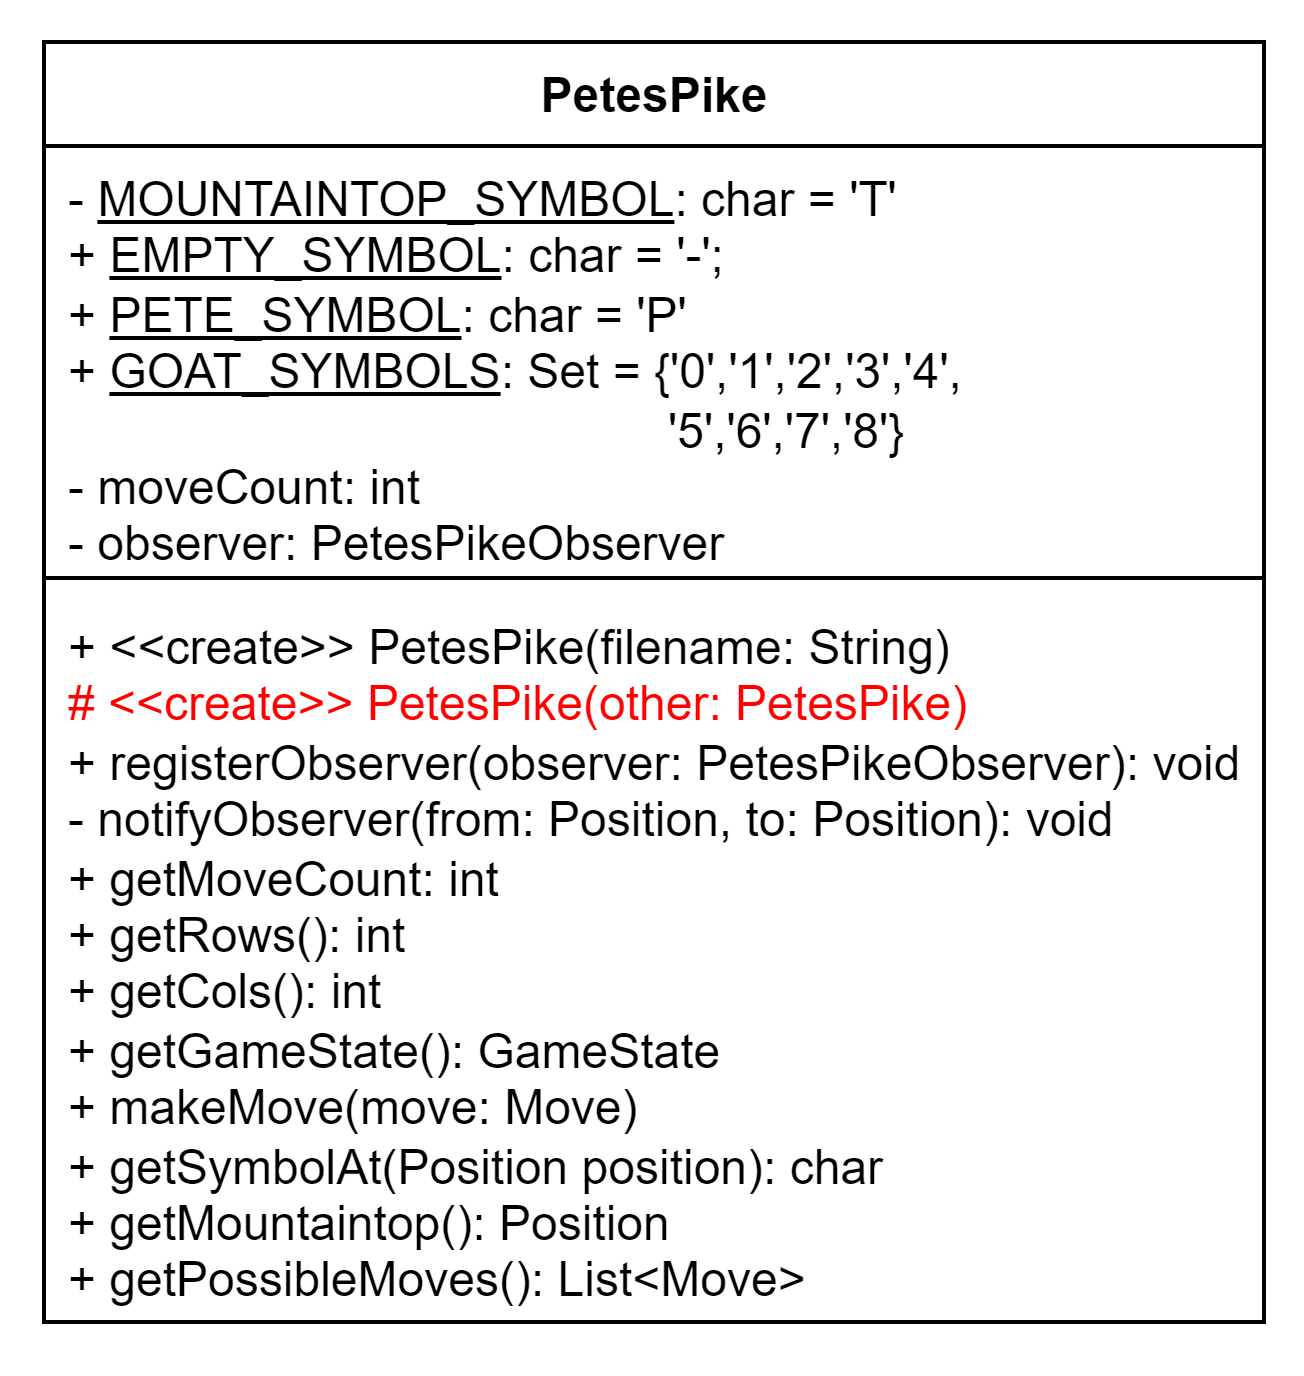 PetesPike
- MOUNTAINTOP_SYMBOL: char = 'T'
+ EMPTY_SYMBOL: char = '-';
+ PETE_SYMBOL: char = 'P'
+ GOAT_SYMBOLS: Set = {'0','1','2','3','4',
'5','6','7','8'}
- moveCount: int
- observer: PetesPikeObserver
+ <<create>> PetesPike(filename: String)
# <<create>> PetesPike(other: PetesPike)
+ registerObserver(observer: PetesPikeObserver): void
- notifyObserver(from: Position, to: Position): void
+ getMoveCount: int
+ getRows(): int
+ getCols(): int
+ getGameState(): GameState
+ makeMove(move: Move)
+ getSymbolAt(Position position): char
+ getMountaintop(): Position
+ getPossibleMoves(): List<Move>